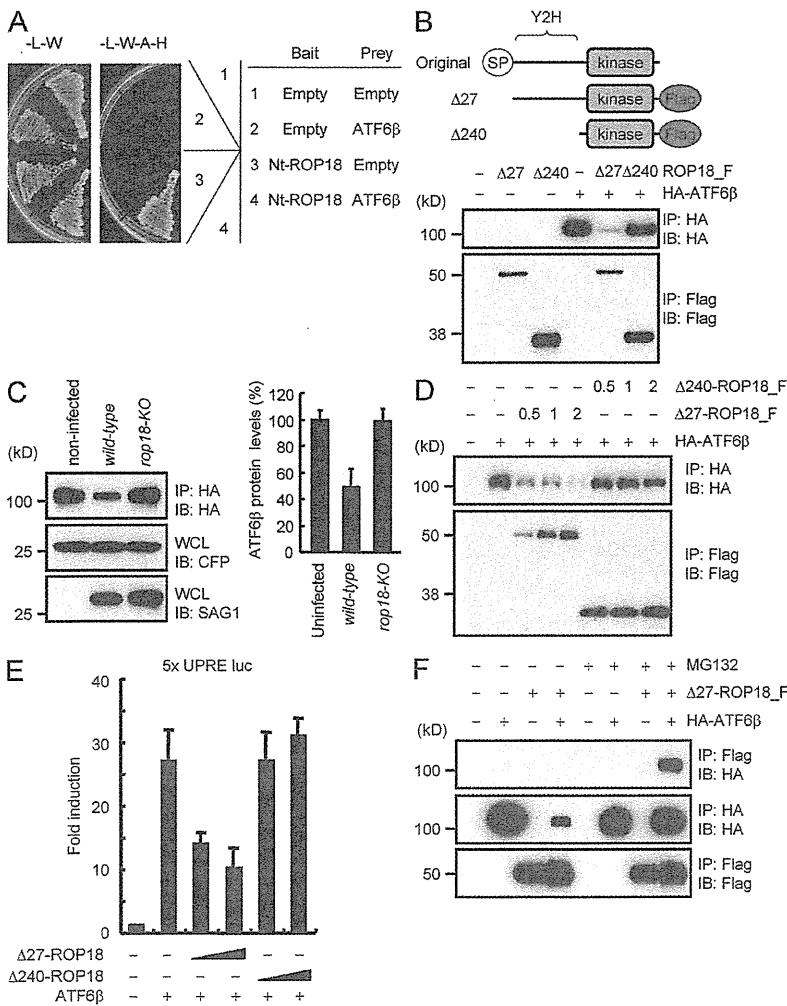 A
-L-W
-L-W-A-H
1
2
3
4
Bait Prey
1 Empty Empty
2 Empty ATF6β
3 Nt-ROP18 Empty
4 Nt-ROP18 ATF6β
B
Y2H
Original SP kinase
Δ27 kinase Flag
Δ240 kinase Flag
– Δ27 Δ240 – Δ27 Δ240 ROP18_F
– – – + + + HA-ATF6β
(kD)
100
IP: HA
IB: HA
50
38
IP: Flag
IB: Flag
C
non-infected
wild-type
rop18-KO
(kD)
100
IP: HA
IB: HA
25
WCL
IB: CFP
25
WCL
IB: SAG1
ATF6β protein levels (%)
120
100
80
60
40
20
0
Uninfected
wild-type
rop18-KO
D
– – – – – 0.5 1 2 Δ240-ROP18_F
– – 0.5 1 2 – – – Δ27-ROP18_F
– + + + + + + + HA-ATF6β
(kD)
100
IP: HA
IB: HA
50
38
IP: Flag
IB: Flag
E
5x UPRE luc
Fold induction
40
30
20
10
0
Δ27-ROP18 – – – –
Δ240-ROP18 – – – –
ATF6β – + + + + +
F
– – – – + + + + MG132
– – + + – – + + Δ27-ROP18_F
– + – + – + – + HA-ATF6β
(kD)
100
IP: Flag
IB: HA
100
IP: HA
IB: HA
50
IP: Flag
IB: Flag